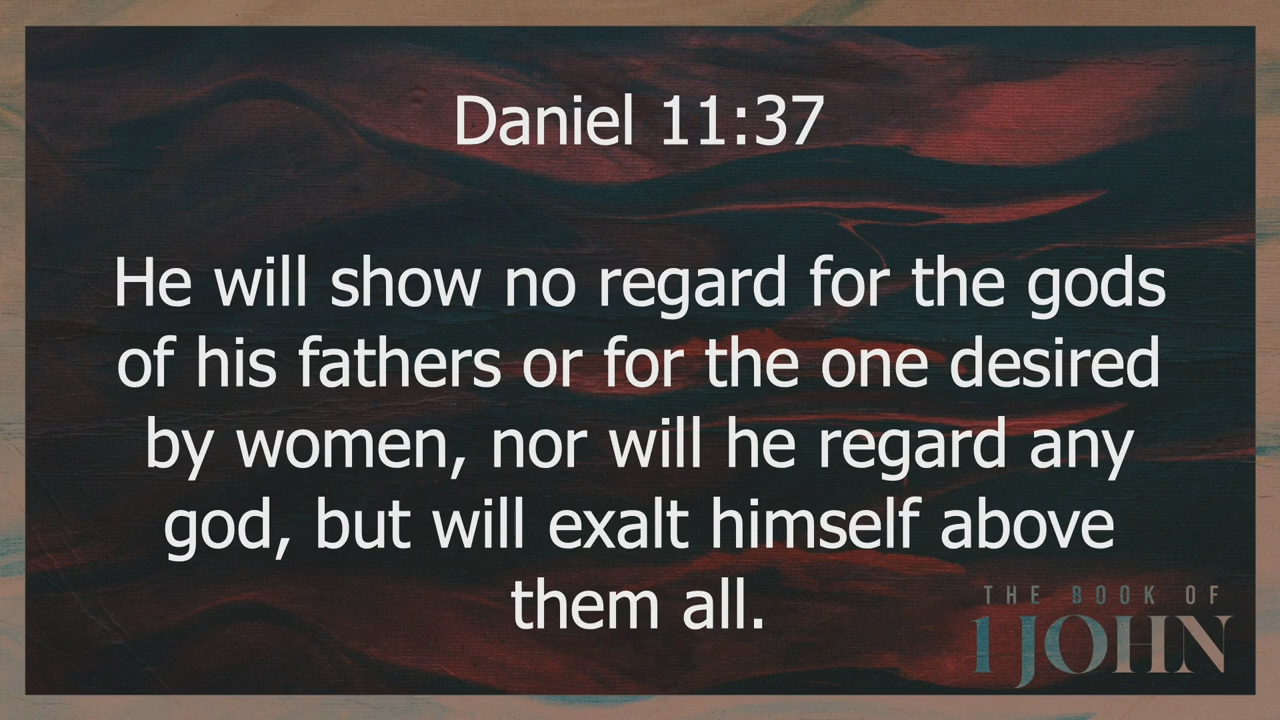 Daniel 11:37
He will show no regard for the gods
of his fathers or for the one desired
by women, nor will he regard any
god, but will exalt himself above
them all.
THE BOOK OF
1 JOHN